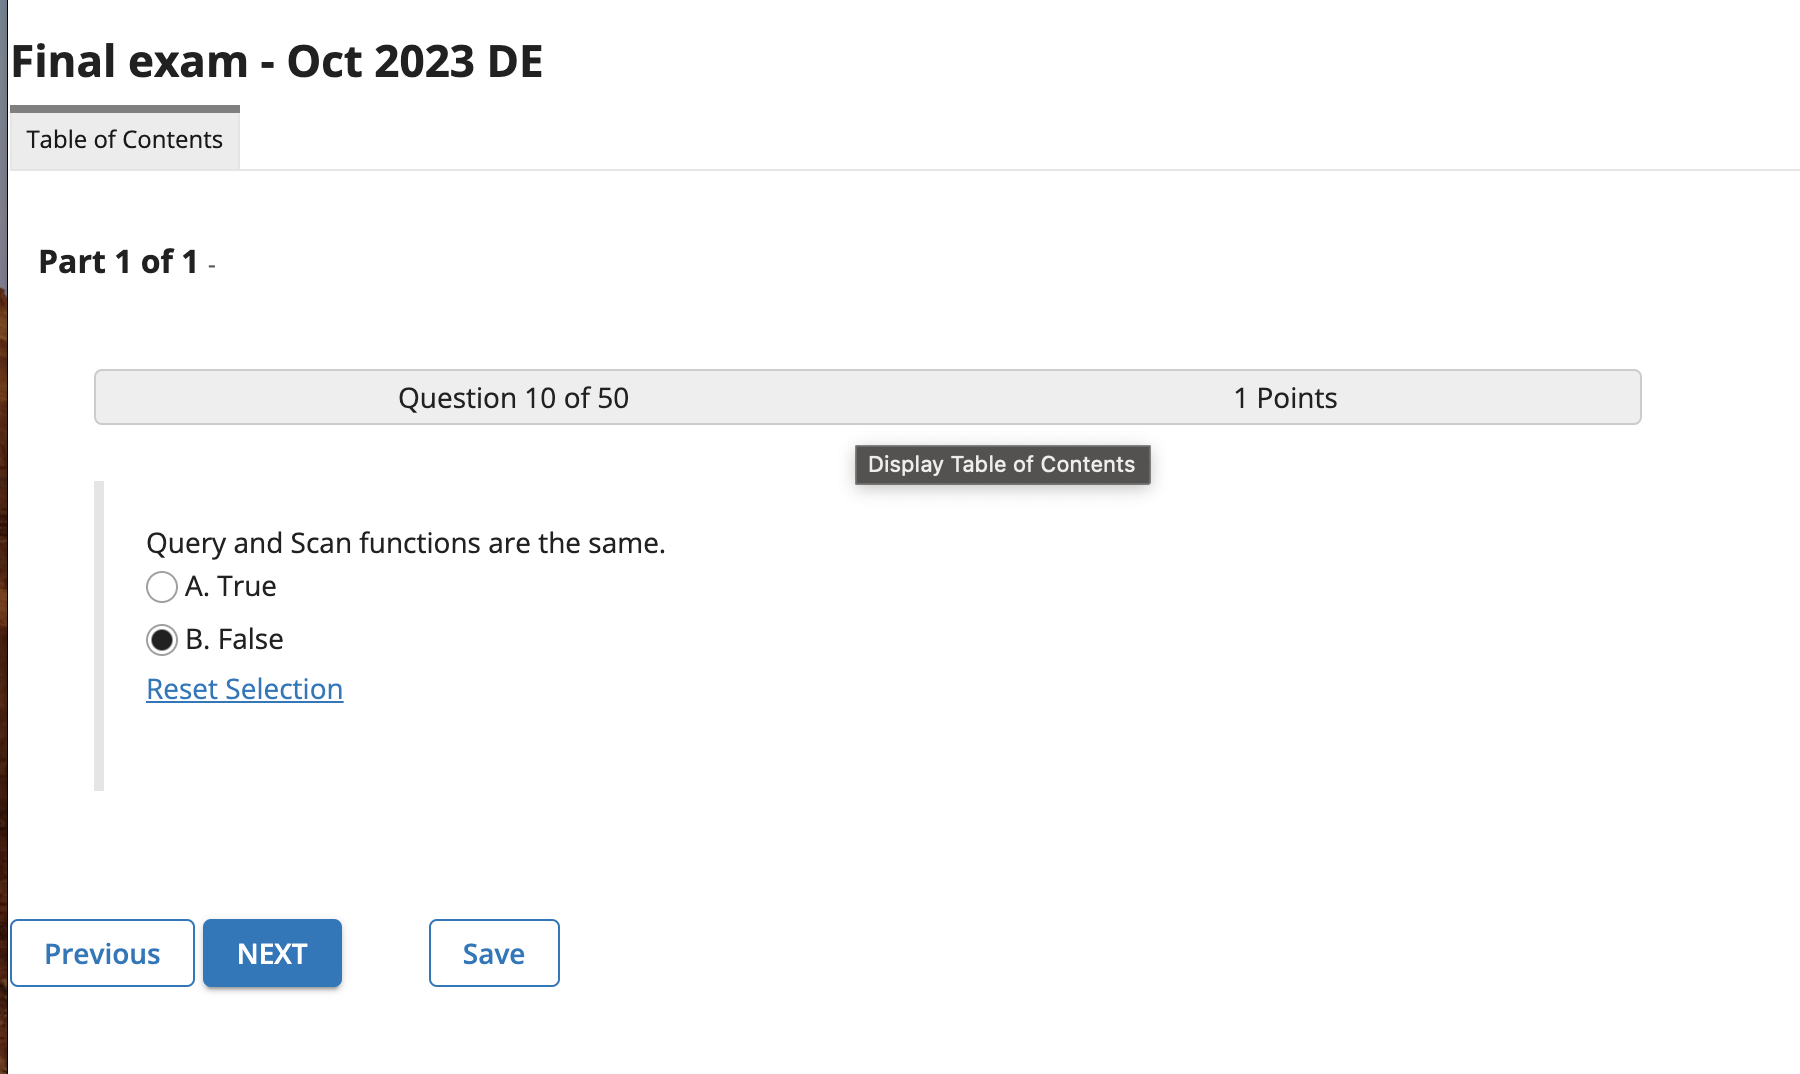 Final exam - Oct 2023 DE
Table of Contents
Part 1 of 1 -
Question 10 of 50 1 Points
Display Table of Contents
Query and Scan functions are the same.
A. True
B. False
Reset Selection
Previous NEXT Save